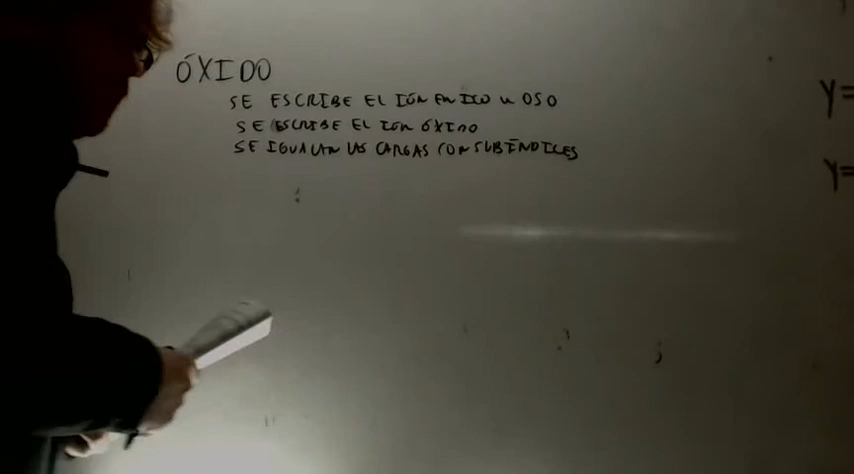 ÓXIDO
SE ESCRIBE EL IÓN EN ICO U OSO
SE ESCRIBE EL IÓN ÓXIDO
SE IGUALAN LAS CARGAS CON SUBÍNDICES
Y=
Y=